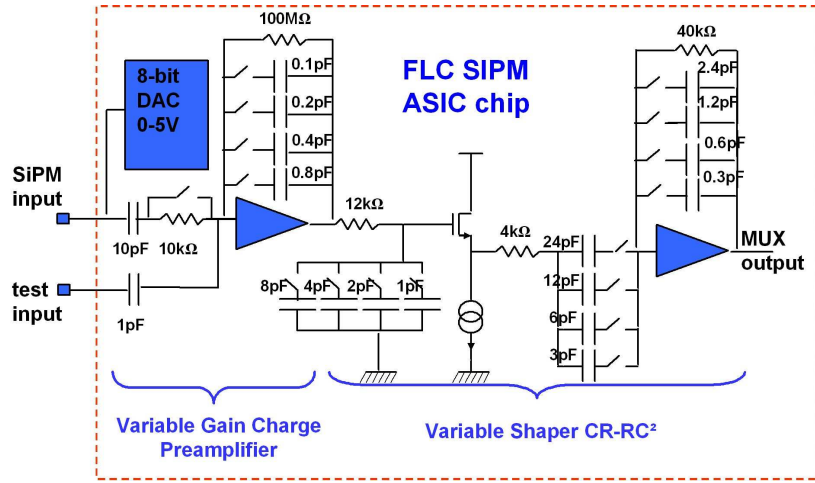 100MΩ
40kΩ
8-bit
DAC
0-5V
0.1pF
0.2pF
0.4pF
0.8pF
FLC SIPM
ASIC chip
2.4pF
1.2pF
0.6pF
0.3pF
SiPM
input
10pF
10kΩ
12kΩ
4kΩ
24pF
12pF
6pF
3pF
MUX
output
test
input
1pF
8pF
4pF
2pF
1pF
Variable Gain Charge
Preamplifier
Variable Shaper CR-RC²